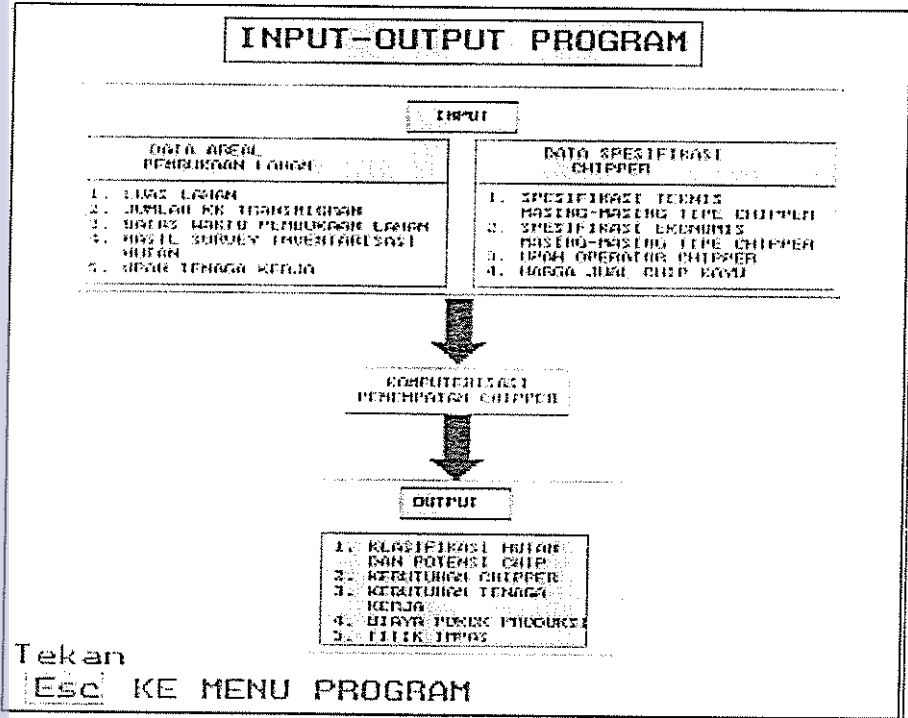 INPUT-OUTPUT PROGRAM
INPUT
DATA AREAL
PEMBUKAAN LAHAN
1. LUAS LAHAN
2. JUMLAH KK TRANSMIGRAN
3. BATAS WAKTU PEMBUKAAN LAHAN
4. HASIL SURVEY INVENTARISASI
HUTAN
5. UPAH TENAGA KERJA
DATA SPESIFIKASI
CHIPPER
1. SPESIFIKASI TEKNIS
MASING-MASING TIPE CHIPPER
2. SPESIFIKASI EKONOMIS
MASING-MASING TIPE CHIPPER
3. UPAH OPERATOR CHIPPER
4. HARGA JUAL CHIP KAYU
KOMPUTERISASI
PENEMPATAN CHIPPER
OUTPUT
1. KLASIFIKASI HUTAN
DAN POTENSI CHIP
2. KEBUTUHAN CHIPPER
3. KEBUTUHAN TENAGA
KERJA
4. BIAYA POKOK PRODUKSI
5. TITIK IMPAS
Tekan
Esc KE MENU PROGRAM